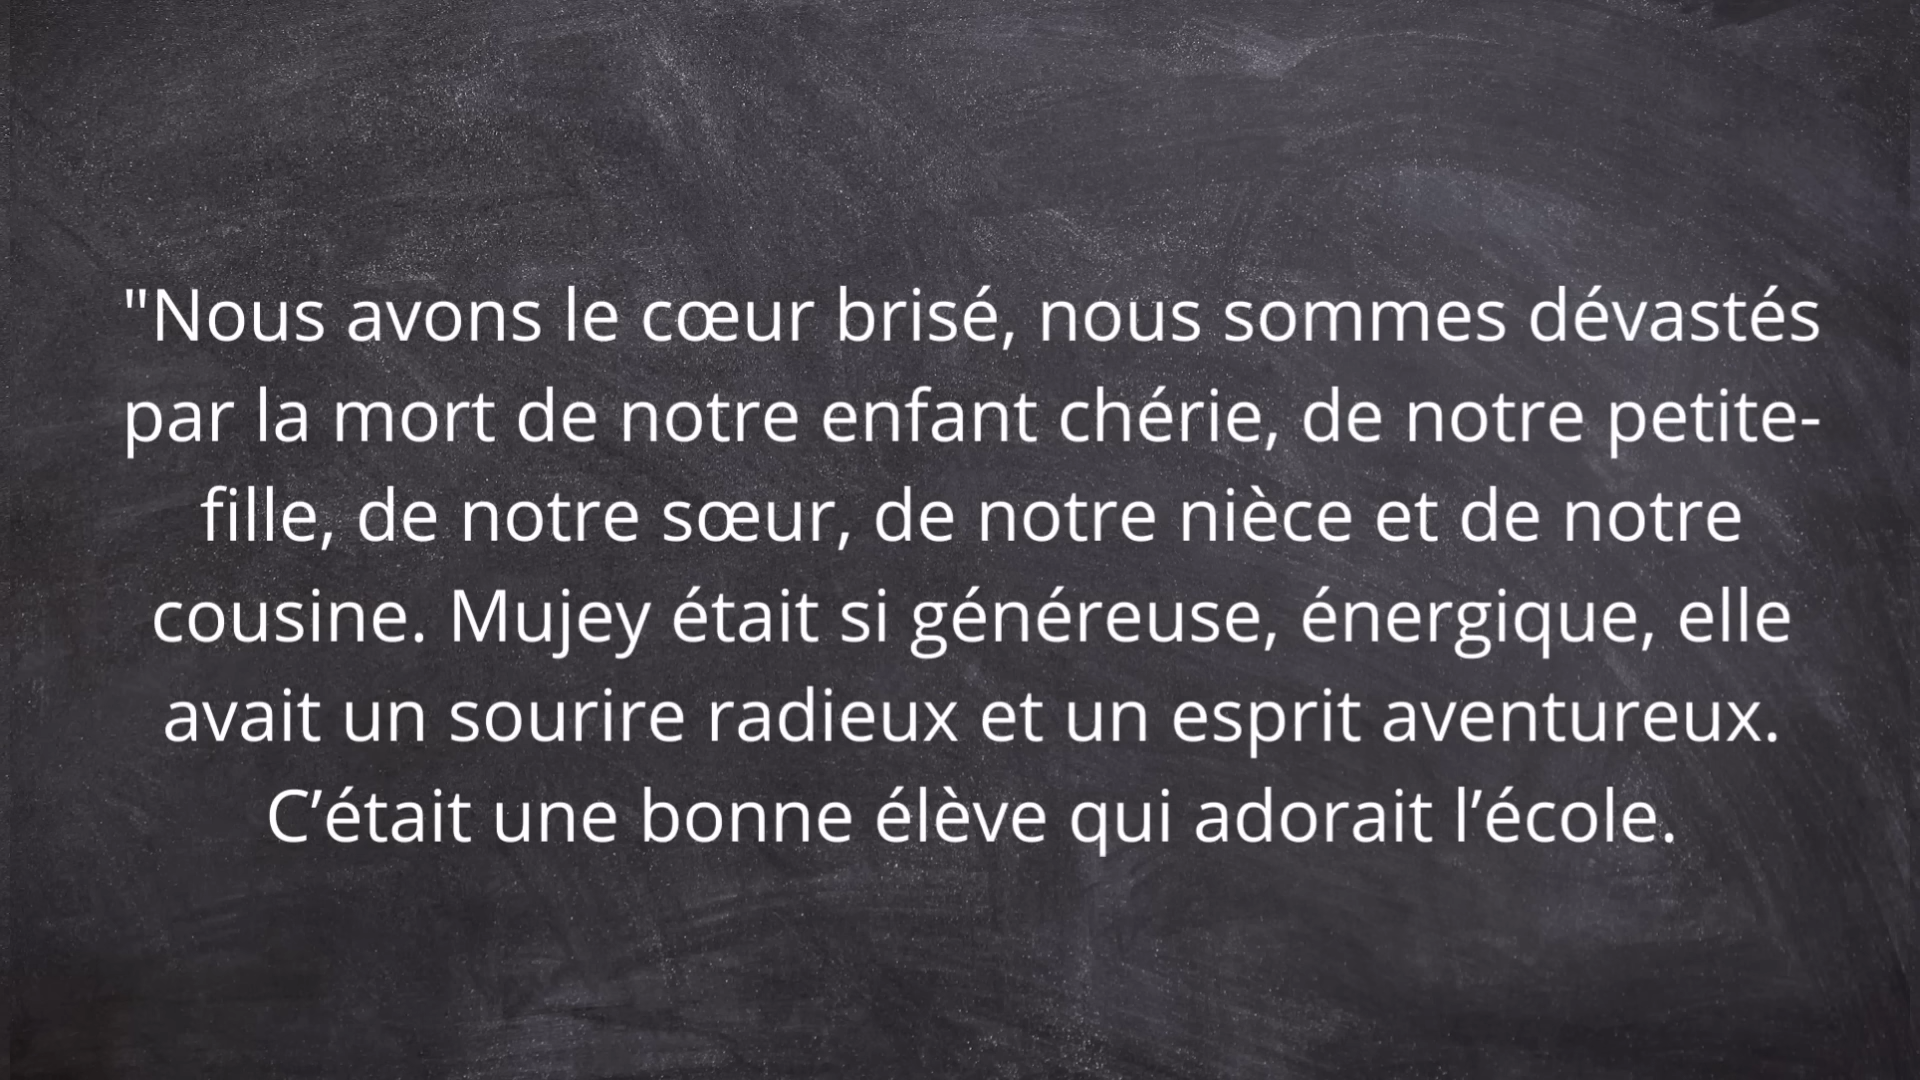 "Nous avons le cœur brisé, nous sommes dévastés
par la mort de notre enfant chérie, de notre petite-
fille, de notre sœur, de notre nièce et de notre
cousine. Mujey était si généreuse, énergique, elle
avait un sourire radieux et un esprit aventureux.
C’était une bonne élève qui adorait l’école.